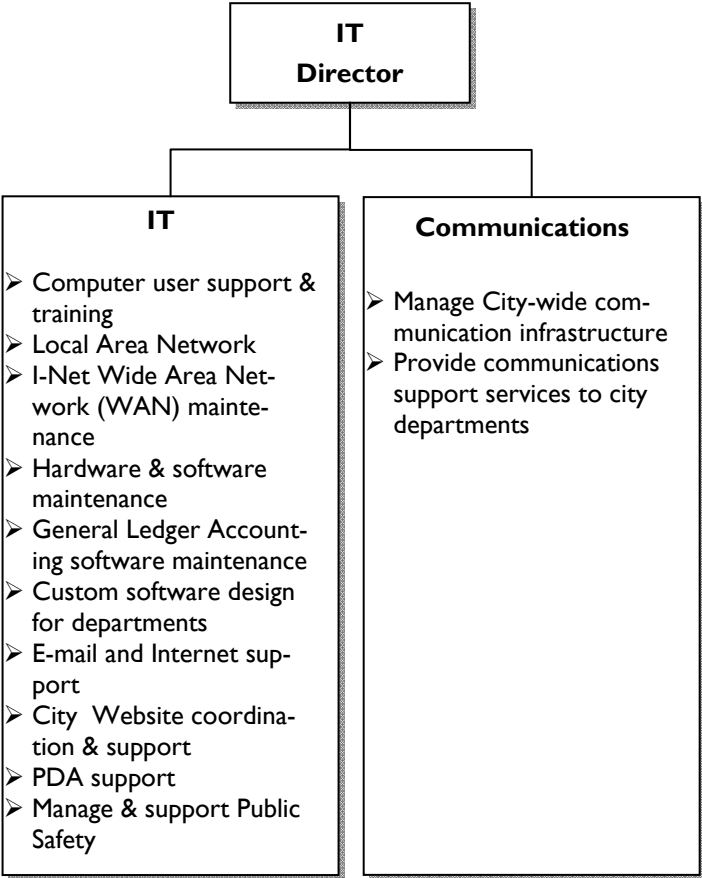 IT
Director
IT
➢ Computer user support &
training
➢ Local Area Network
➢ I-Net Wide Area Net-
work (WAN) mainte-
nance
➢ Hardware & software
maintenance
➢ General Ledger Account-
ing software maintenance
➢ Custom software design
for departments
➢ E-mail and Internet sup-
port
➢ City  Website coordina-
tion & support
➢ PDA support
➢ Manage & support Public
Safety
Communications
➢ Manage City-wide com-
munication infrastructure
➢ Provide communications
support services to city
departments